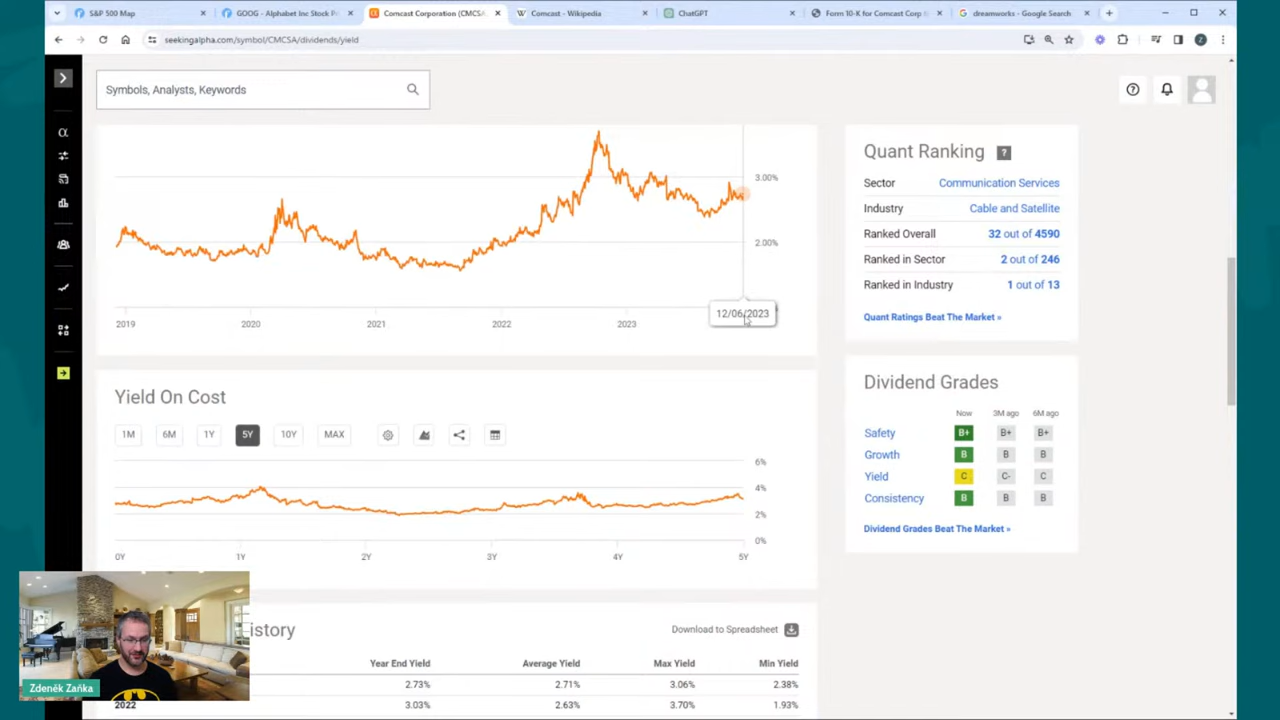 S&P 500 Map
GOOG - Alphabet Inc Stock P
Comcast Corporation (CMCSA
Comcast - Wikipedia
ChatGPT
Form 10-K for Comcast Corp f
dreamworks - Google Search
seekingalpha.com/symbol/CMCSA/dividends/yield
Symbols, Analysts, Keywords
3.00%
2.00%
2019 2020 2021 2022 2023
12/06/2023
Quant Ranking ?
Sector Communication Services
Industry Cable and Satellite
Ranked Overall 32 out of 4590
Ranked in Sector 2 out of 246
Ranked in Industry 1 out of 13
Quant Ratings Beat The Market »
Yield On Cost
1M 6M 1Y 5Y 10Y MAX
6%
4%
2%
0%
0Y 1Y 2Y 3Y 4Y 5Y
Dividend Grades
Now 3M ago 6M ago
Safety B+ B+ B+
Growth B B B
Yield C C- C
Consistency B B B
Dividend Grades Beat The Market »
istory
Download to Spreadsheet
Year End Yield Average Yield Max Yield Min Yield
2.73% 2.71% 3.06% 2.38%
2022 3.03% 2.63% 3.70% 1.93%
Zdeněk Zaňka